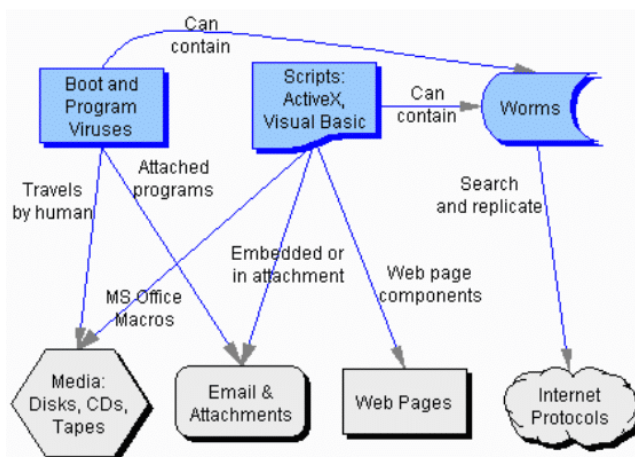 Can
contain
Boot and
Program
Viruses
Scripts:
ActiveX,
Visual Basic
Can
contain
Worms
Travels
by human
Attached
programs
Search
and replicate
Embedded or
in attachment
Web page
components
MS Office
Macros
Media:
Disks, CDs,
Tapes
Email &
Attachments
Web Pages
Internet
Protocols